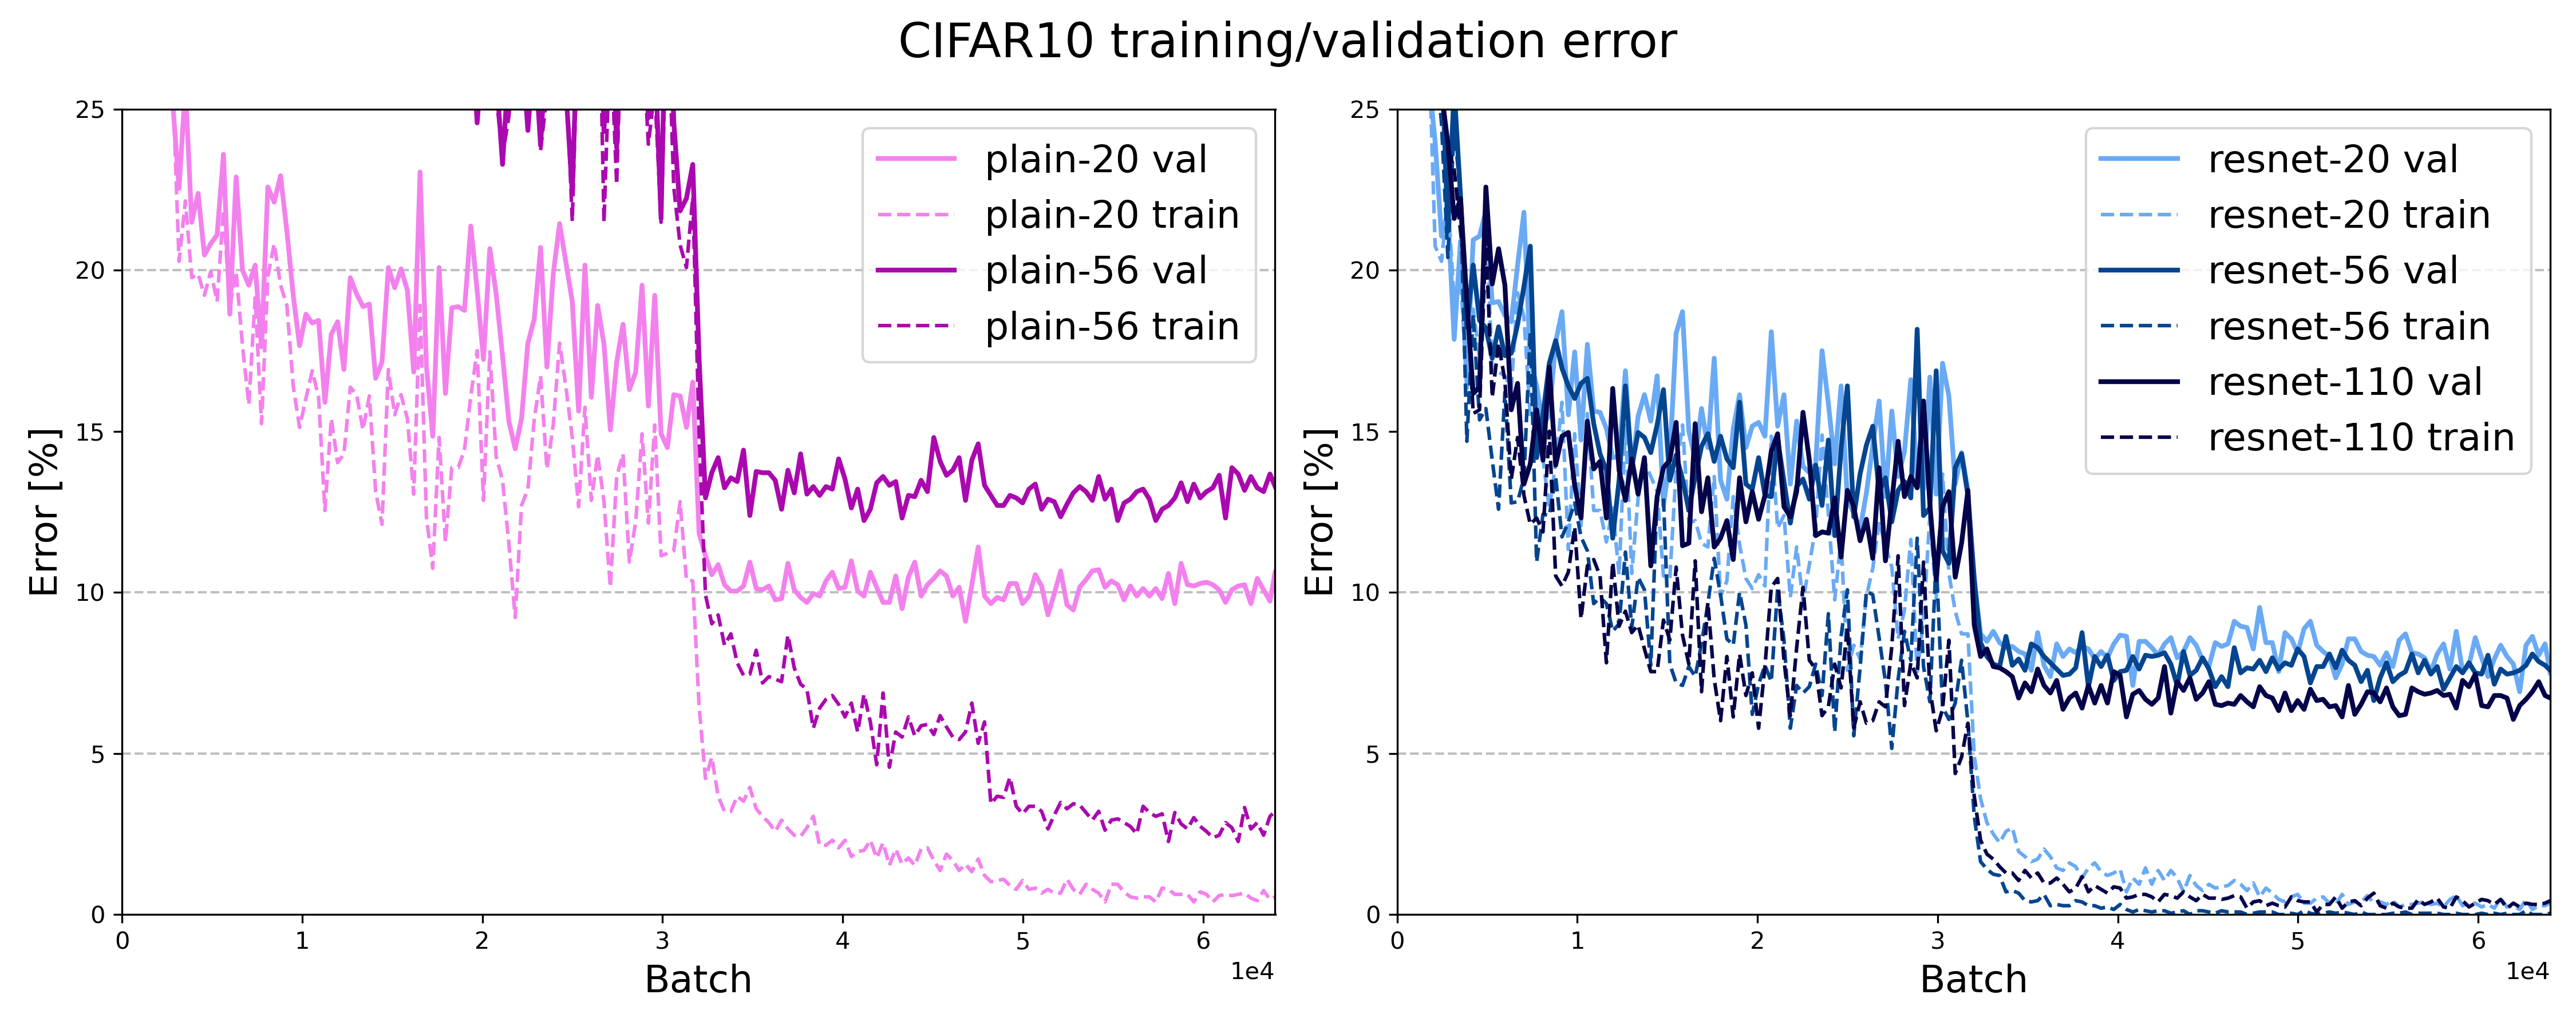 CIFAR10 training/validation error
25
20
15
10
5
0
Error [%]
plain-20 val
plain-20 train
plain-56 val
plain-56 train
0 1 2 3 4 5 6
1e4
Batch
25
20
15
10
5
0
Error [%]
resnet-20 val
resnet-20 train
resnet-56 val
resnet-56 train
resnet-110 val
resnet-110 train
0 1 2 3 4 5 6
1e4
Batch